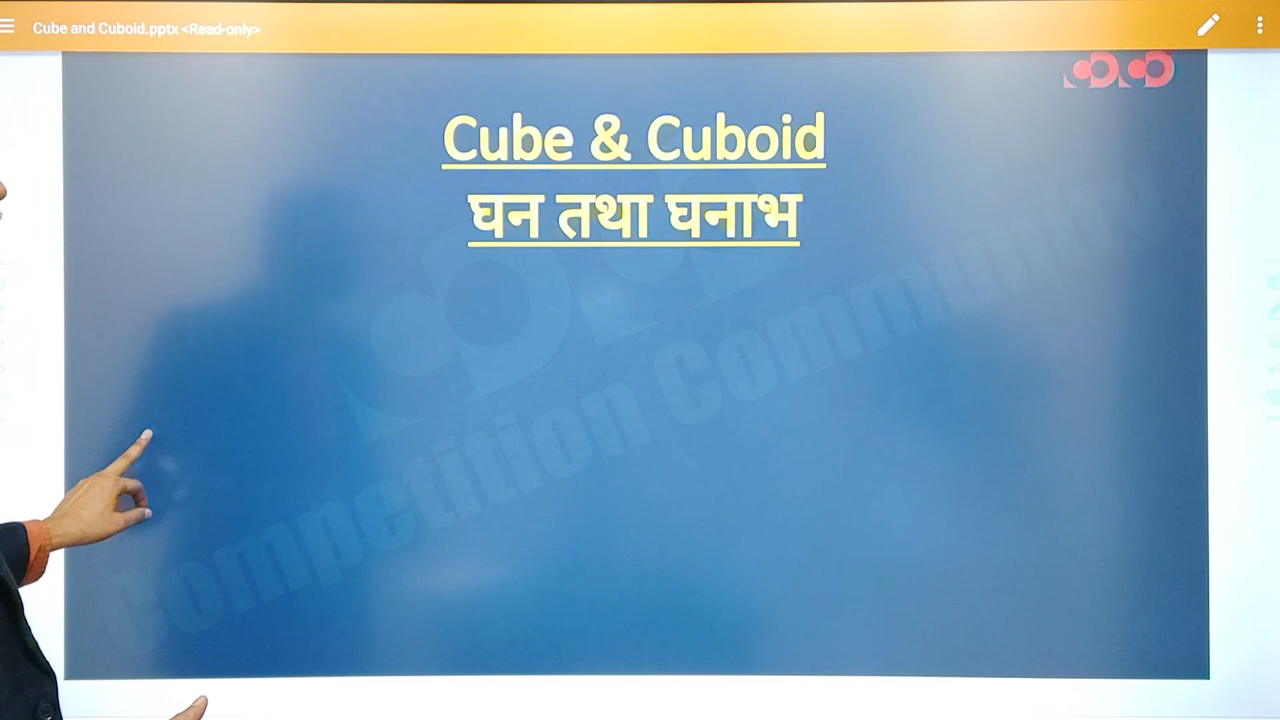 Cube and Cuboid.pptx <Read-only>
Cube & Cuboid
घन तथा घनाभ
Competition Community